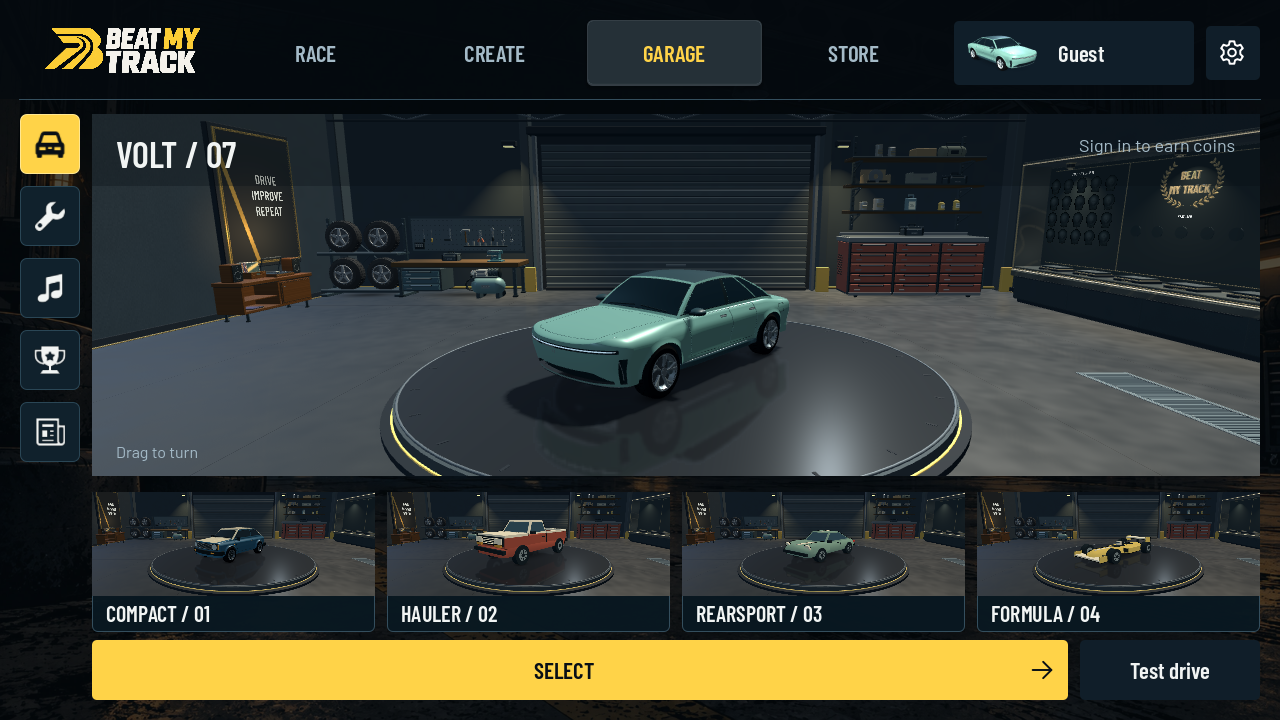 BEAT MY
TRACK
RACE
CREATE
GARAGE
STORE
Guest
VOLT / 07
Sign in to earn coins
DRIVE
IMPROVE
REPEAT
BEAT
MY TRACK
Drag to turn
COMPACT / 01
HAULER / 02
REARSPORT / 03
FORMULA / 04
SELECT
Test drive